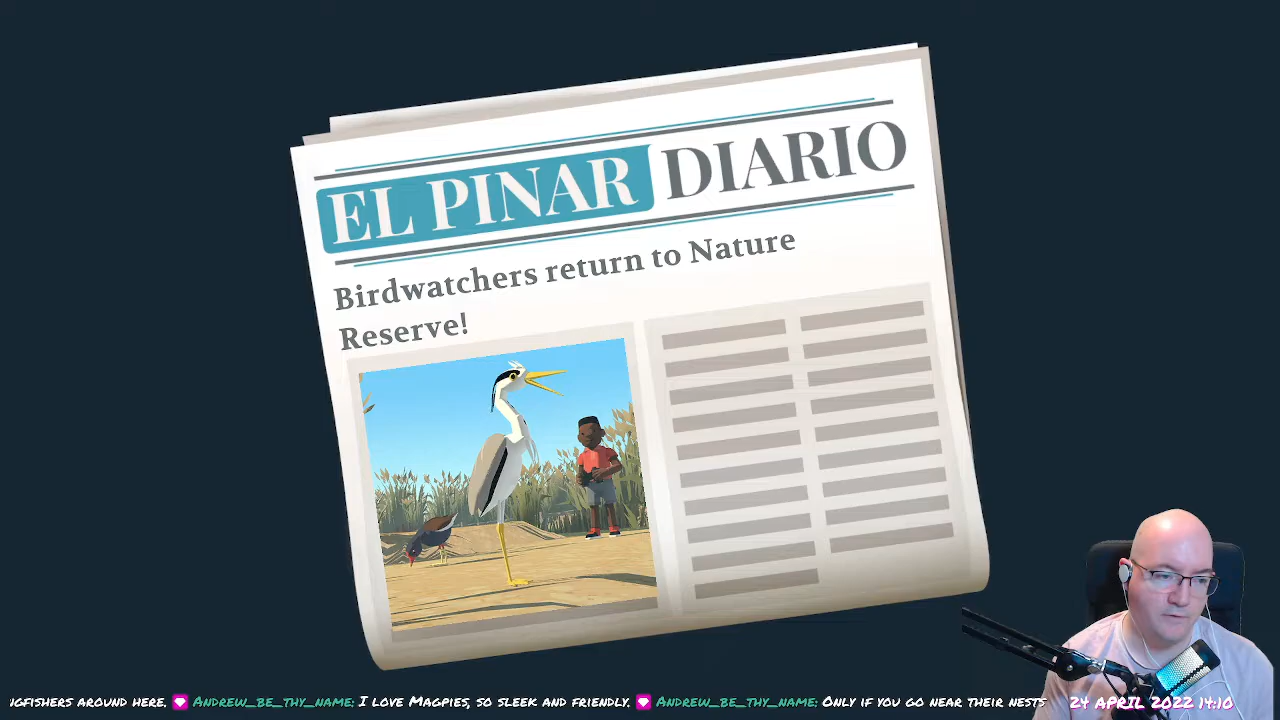 EL PINAR DIARIO
Birdwatchers return to Nature
Reserve!
IGFISHERS AROUND HERE. ANDREW_BE_THY_NAME: I LOVE MAGPIES, SO SLEEK AND FRIENDLY. ANDREW_BE_THY_NAME: ONLY IF YOU GO NEAR THEIR NESTS 24 APRIL 2022 14:10